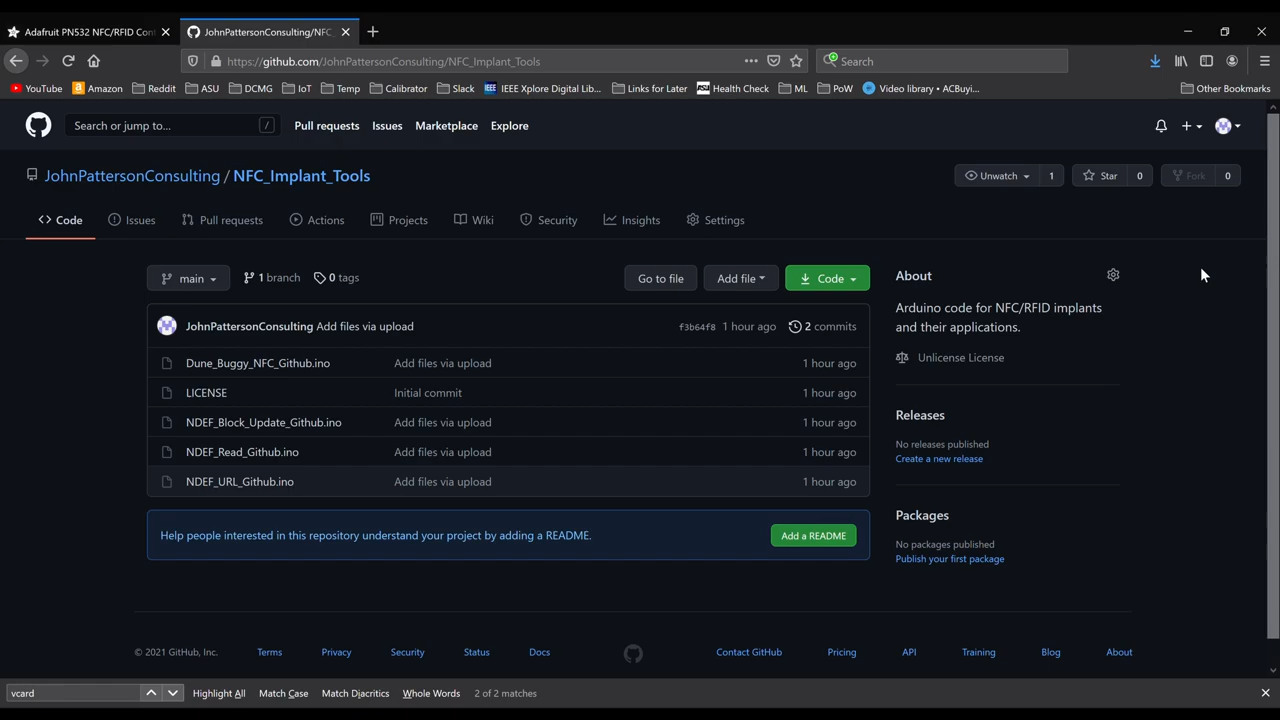 Adafruit PN532 NFC/RFID Cont
JohnPattersonConsulting/NFC_
https://github.com/JohnPattersonConsulting/NFC_Implant_Tools
Search
YouTube Amazon Reddit ASU DCMG IoT Temp Calibrator Slack IEEE IEEE Xplore Digital Lib... Links for Later ASU Health Check ML PoW Video library • ACBuyi... Other Bookmarks
Search or jump to... / Pull requests Issues Marketplace Explore
JohnPattersonConsulting / NFC_Implant_Tools
Unwatch 1 Star 0 Fork 0
Code Issues Pull requests Actions Projects Wiki Security Insights Settings
main 1 branch 0 tags Go to file Add file Code
JohnPattersonConsulting Add files via upload f3b64f8 1 hour ago 2 commits
Dune_Buggy_NFC_Github.ino Add files via upload 1 hour ago
LICENSE Initial commit 1 hour ago
NDEF_Block_Update_Github.ino Add files via upload 1 hour ago
NDEF_Read_Github.ino Add files via upload 1 hour ago
NDEF_URL_Github.ino Add files via upload 1 hour ago
Help people interested in this repository understand your project by adding a README. Add a README
About
Arduino code for NFC/RFID implants
and their applications.
Unlicense License
Releases
No releases published
Create a new release
Packages
No packages published
Publish your first package
© 2021 GitHub, Inc. Terms Privacy Security Status Docs Contact GitHub Pricing API Training Blog About
vcard Highlight All Match Case Match Diacritics Whole Words 2 of 2 matches